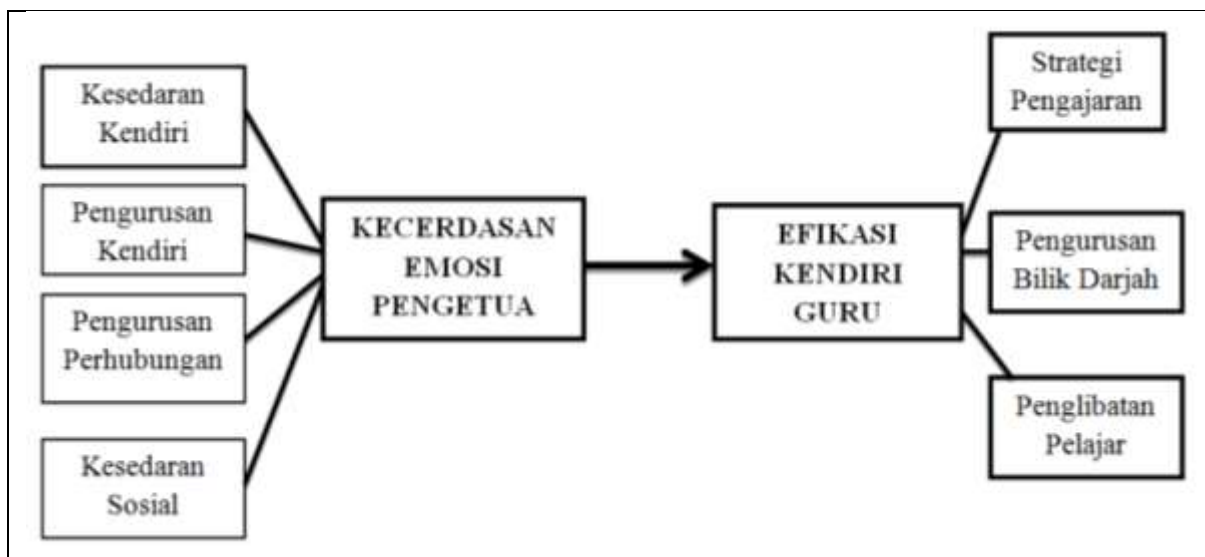 Kesedaran
Kendiri
Pengurusan
Kendiri
Pengurusan
Perhubungan
Kesedaran
Sosial
KECERDASAN
EMOSI
PENGETUA
EFIKASI
KENDIRI
GURU
Strategi
Pengajaran
Pengurusan
Bilik Darjah
Penglibatan
Pelajar